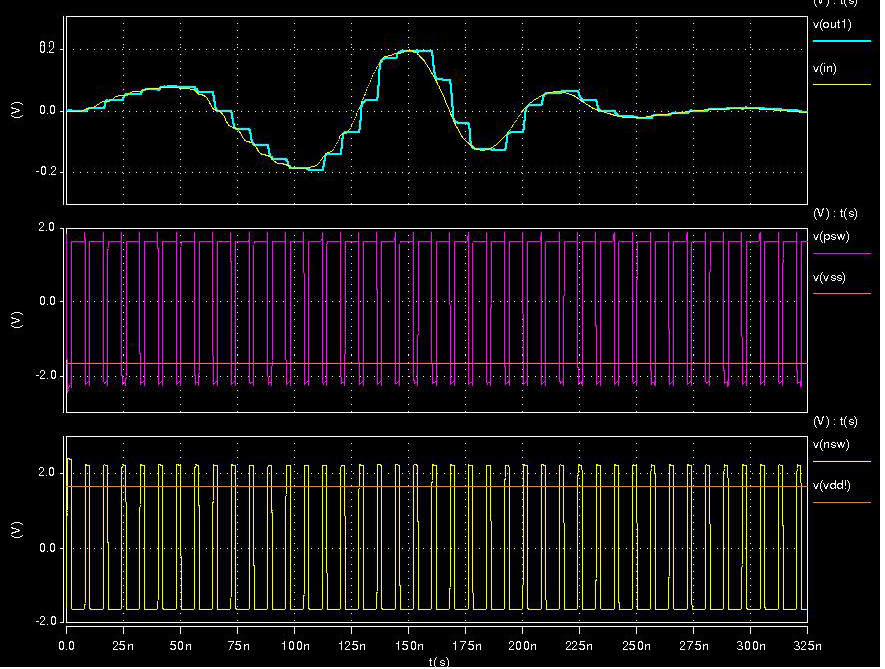 (V) : t(s)
v(out1)
v(in)
0.2
0.0
-0.2
(V)
(V) : t(s)
v(psw)
v(vss)
2.0
0.0
-2.0
(V)
(V) : t(s)
v(nsw)
v(vdd!)
2.0
0.0
-2.0
(V)
0.0 25n 50n 75n 100n 125n 150n 175n 200n 225n 250n 275n 300n 325n
t(s)